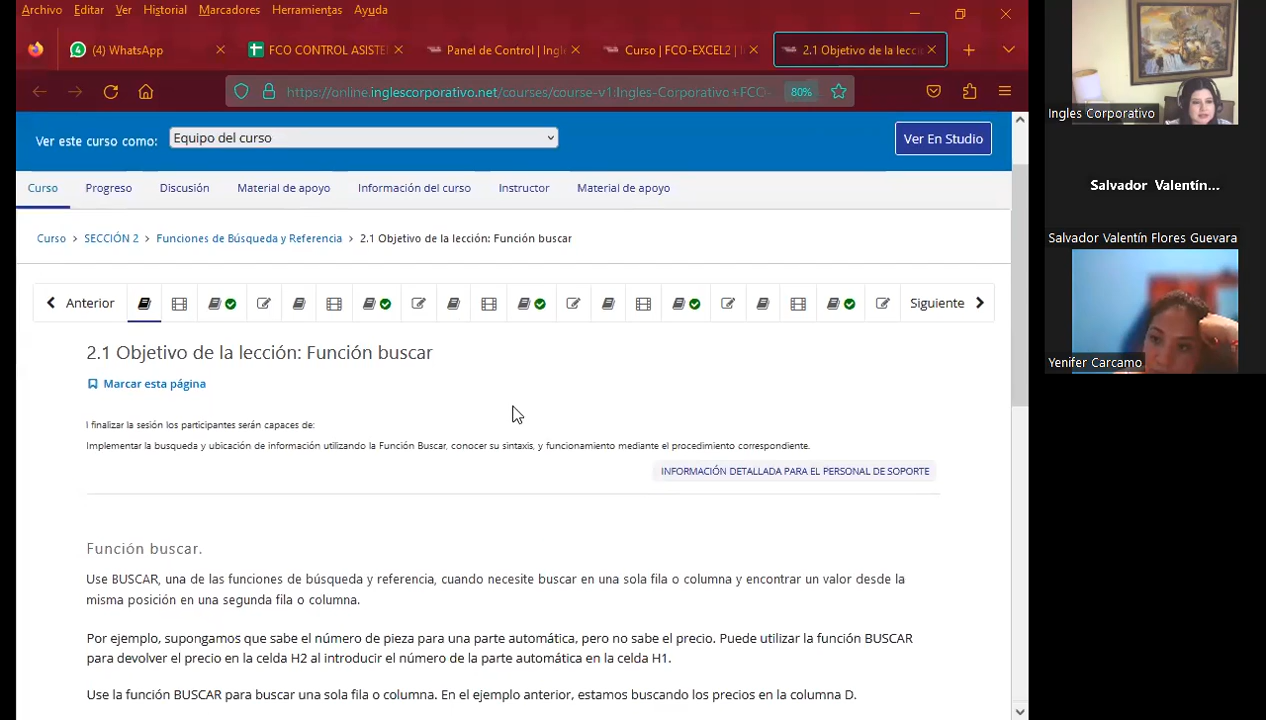 Archivo Editar Ver Historial Marcadores Herramientas Ayuda
(4) WhatsApp
FCO CONTROL ASISTE
Panel de Control | Ingl
Curso | FCO-EXCEL2 | I
2.1 Objetivo de la lecci
https://online.inglescorporativo.net/courses/course-v1:Ingles-Corporativo+FCO-
80%
Ver este curso como:
Equipo del curso
Ver En Studio
Curso Progreso Discusión Material de apoyo Información del curso Instructor Material de apoyo
Curso > SECCIÓN 2 > Funciones de Búsqueda y Referencia > 2.1 Objetivo de la lección: Función buscar
Anterior
Siguiente
2.1 Objetivo de la lección: Función buscar
Marcar esta página
l finalizar la sesión los participantes serán capaces de:
Implementar la busqueda y ubicación de información utilizando la Función Buscar, conocer su sintaxis, y funcionamiento mediante el procedimiento correspondiente.
INFORMACIÓN DETALLADA PARA EL PERSONAL DE SOPORTE
Función buscar.
Use BUSCAR, una de las funciones de búsqueda y referencia, cuando necesite buscar en una sola fila o columna y encontrar un valor desde la
misma posición en una segunda fila o columna.
Por ejemplo, supongamos que sabe el número de pieza para una parte automática, pero no sabe el precio. Puede utilizar la función BUSCAR
para devolver el precio en la celda H2 al introducir el número de la parte automática en la celda H1.
Use la función BUSCAR para buscar una sola fila o columna. En el ejemplo anterior, estamos buscando los precios en la columna D.
Ingles Corporativo
Salvador Valentín...
Salvador Valentín Flores Guevara
Yenifer Carcamo